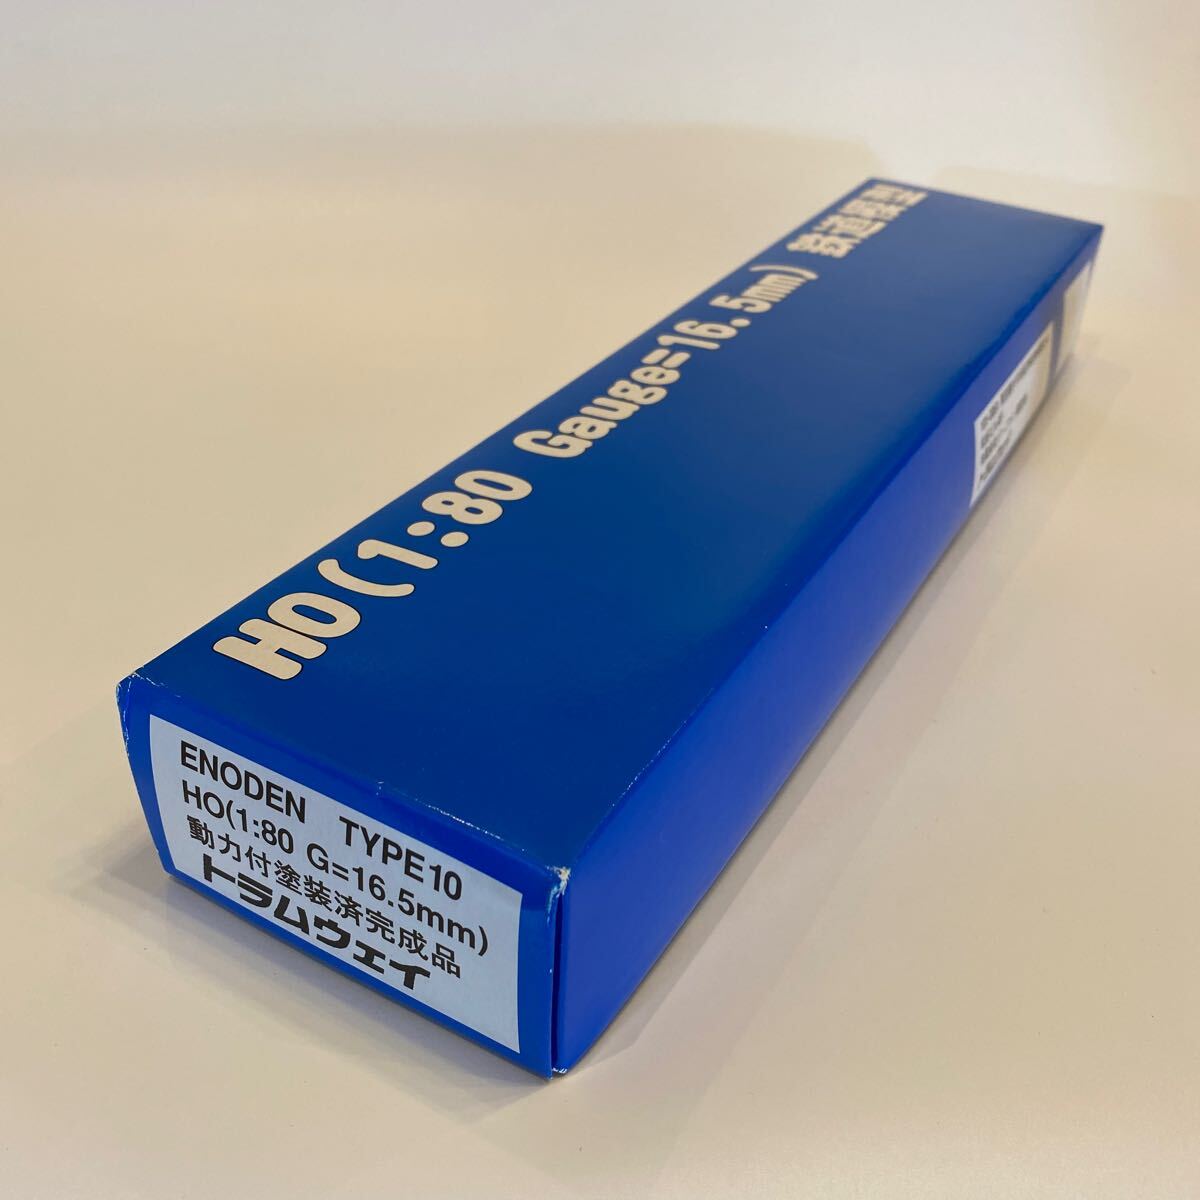 HO(1:80 Gauge=16.5mm) 鉄道模型
ENODEN TYPE10
HO(1:80 G=16.5mm)
動力付塗装済完成品
トラムウェイ